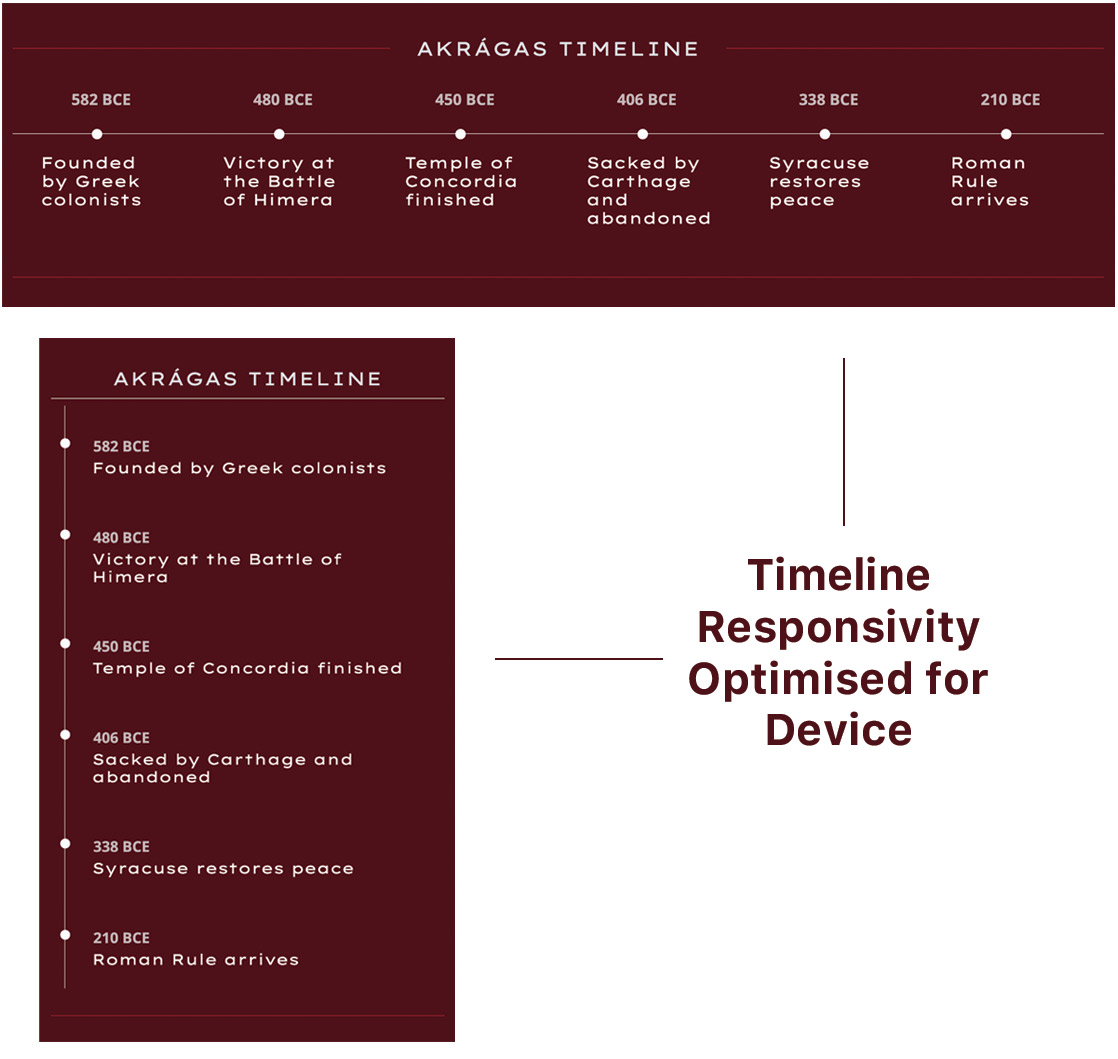 AKRÁGAS TIMELINE
582 BCE
Founded
by Greek
colonists
480 BCE
Victory at
the Battle
of Himera
450 BCE
Temple of
Concordia
finished
406 BCE
Sacked by
Carthage
and
abandoned
338 BCE
Syracuse
restores
peace
210 BCE
Roman
Rule
arrives
AKRÁGAS TIMELINE
582 BCE
Founded by Greek colonists
480 BCE
Victory at the Battle of
Himera
450 BCE
Temple of Concordia finished
406 BCE
Sacked by Carthage and
abandoned
338 BCE
Syracuse restores peace
210 BCE
Roman Rule arrives
Timeline
Responsivity
Optimised for
Device